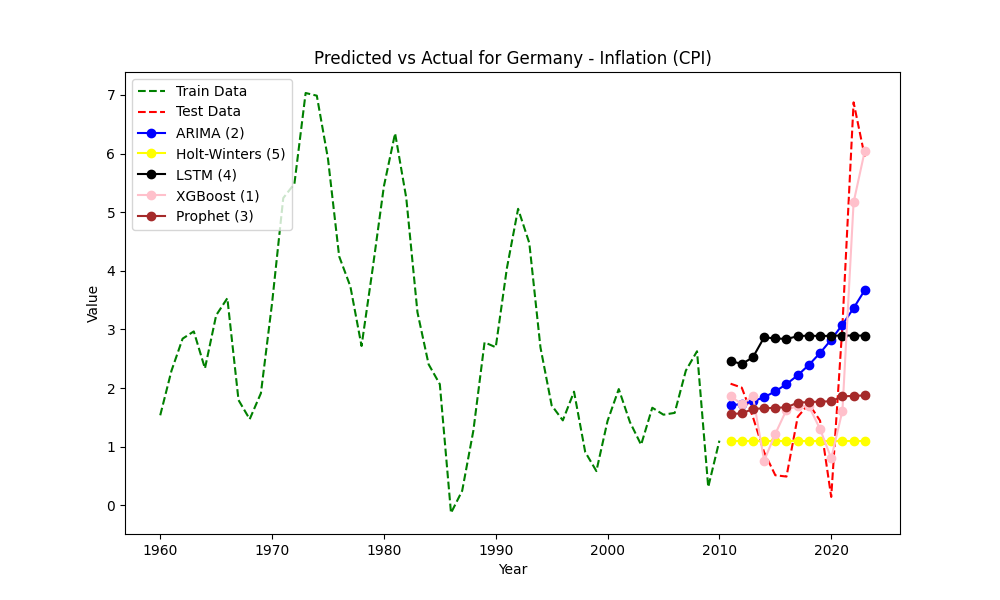 Predicted vs Actual for Germany - Inflation (CPI)
Train Data
Test Data
ARIMA (2)
Holt-Winters (5)
LSTM (4)
XGBoost (1)
Prophet (3)
7
6
5
4
3
2
1
0
Value
1960
1970
1980
1990
2000
2010
2020
Year